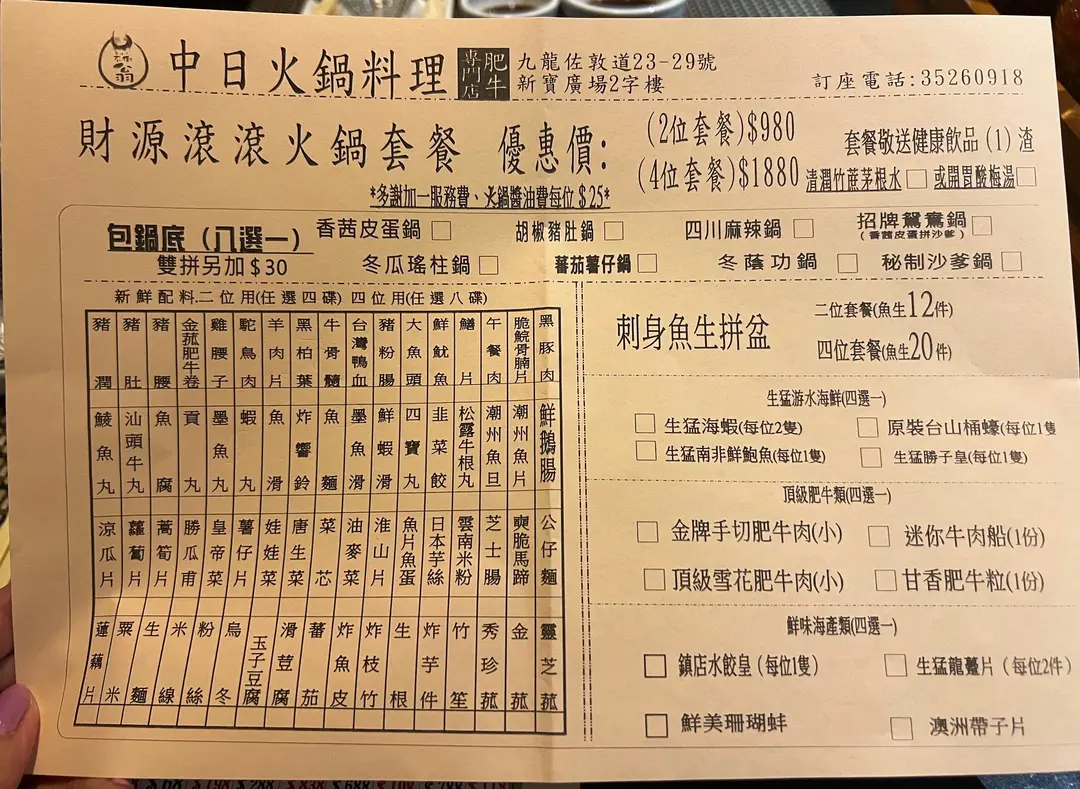 中日火鍋料理 肥牛專門店
九龍佐敦道23-29號
新寶廣場2字樓
訂座電話:35260918
財源滾滾火鍋套餐 優惠價:
(2位套餐)$980
(4位套餐)$1880
套餐敬送健康飲品(1)渣
清潤竹蔗茅根水□或開胃酸梅湯□
*多謝加一服務費、火鍋醬油費每位$25*
包鍋底(八選一)
雙拼另加$30
香茜皮蛋鍋□ 胡椒豬肚鍋□ 四川麻辣鍋□ 招牌鴛鴦鍋□
(香茜皮蛋拼沙爹)
冬瓜瑤柱鍋□ 蕃茄薯仔鍋□ 冬蔭功鍋□ 秘制沙爹鍋□
新鮮配料.二位用(任選四碟) 四位用(任選八碟)
豬潤 豬肚 豬腰 金菰肥牛卷 雞腰子 鴕鳥肉 羊肉片 黑柏葉 牛骨髓 台灣鴨血 豬粉腸 大魚頭 鮮魷魚 鱔片 午餐肉 脆鯇骨腩片 黑豚肉
鯪魚丸 汕頭牛丸 魚腐 貢丸 墨魚丸 蝦丸 魚滑 炸響鈴 魚麵 墨魚滑 鮮蝦滑 四寶丸 韭菜餃 松露牛根丸 潮州魚旦 潮州魚片 鮮鵝腸
涼瓜片 蘿蔔片 萵筍片 勝瓜甫 皇帝菜 薯仔片 娃娃菜 唐生菜 菜芯 油麥菜 淮山片 魚片魚蛋 日本芋絲 雲南米粉 芝士腸 爽脆馬蹄 公仔麵
蓮藕片 粟米 生麵 米線 粉絲 烏冬 玉子豆腐 滑荳腐 蕃茄 炸魚皮 炸枝竹 生根 炸芋件 竹笙 秀珍菰 金菰 靈芝菰
刺身魚生拼盆
二位套餐(魚生12件)
四位套餐(魚生20件)
生猛游水海鮮(四選一)
□ 生猛海蝦(每位2隻) □ 原裝台山桶蠔(每位1隻
□ 生猛南非鮮鮑魚(每位1隻) □ 生猛勝子皇(每位1隻)
頂級肥牛類(四選一)
□ 金牌手切肥牛肉(小) □ 迷你牛肉船(1份)
□ 頂級雪花肥牛肉(小) □ 甘香肥牛粒(1份)
鮮味海產類(四選一)
□ 鎮店水餃皇(每位1隻) □ 生猛龍躉片(每位2件)
□ 鮮美珊瑚蚌 □ 澳洲帶子片